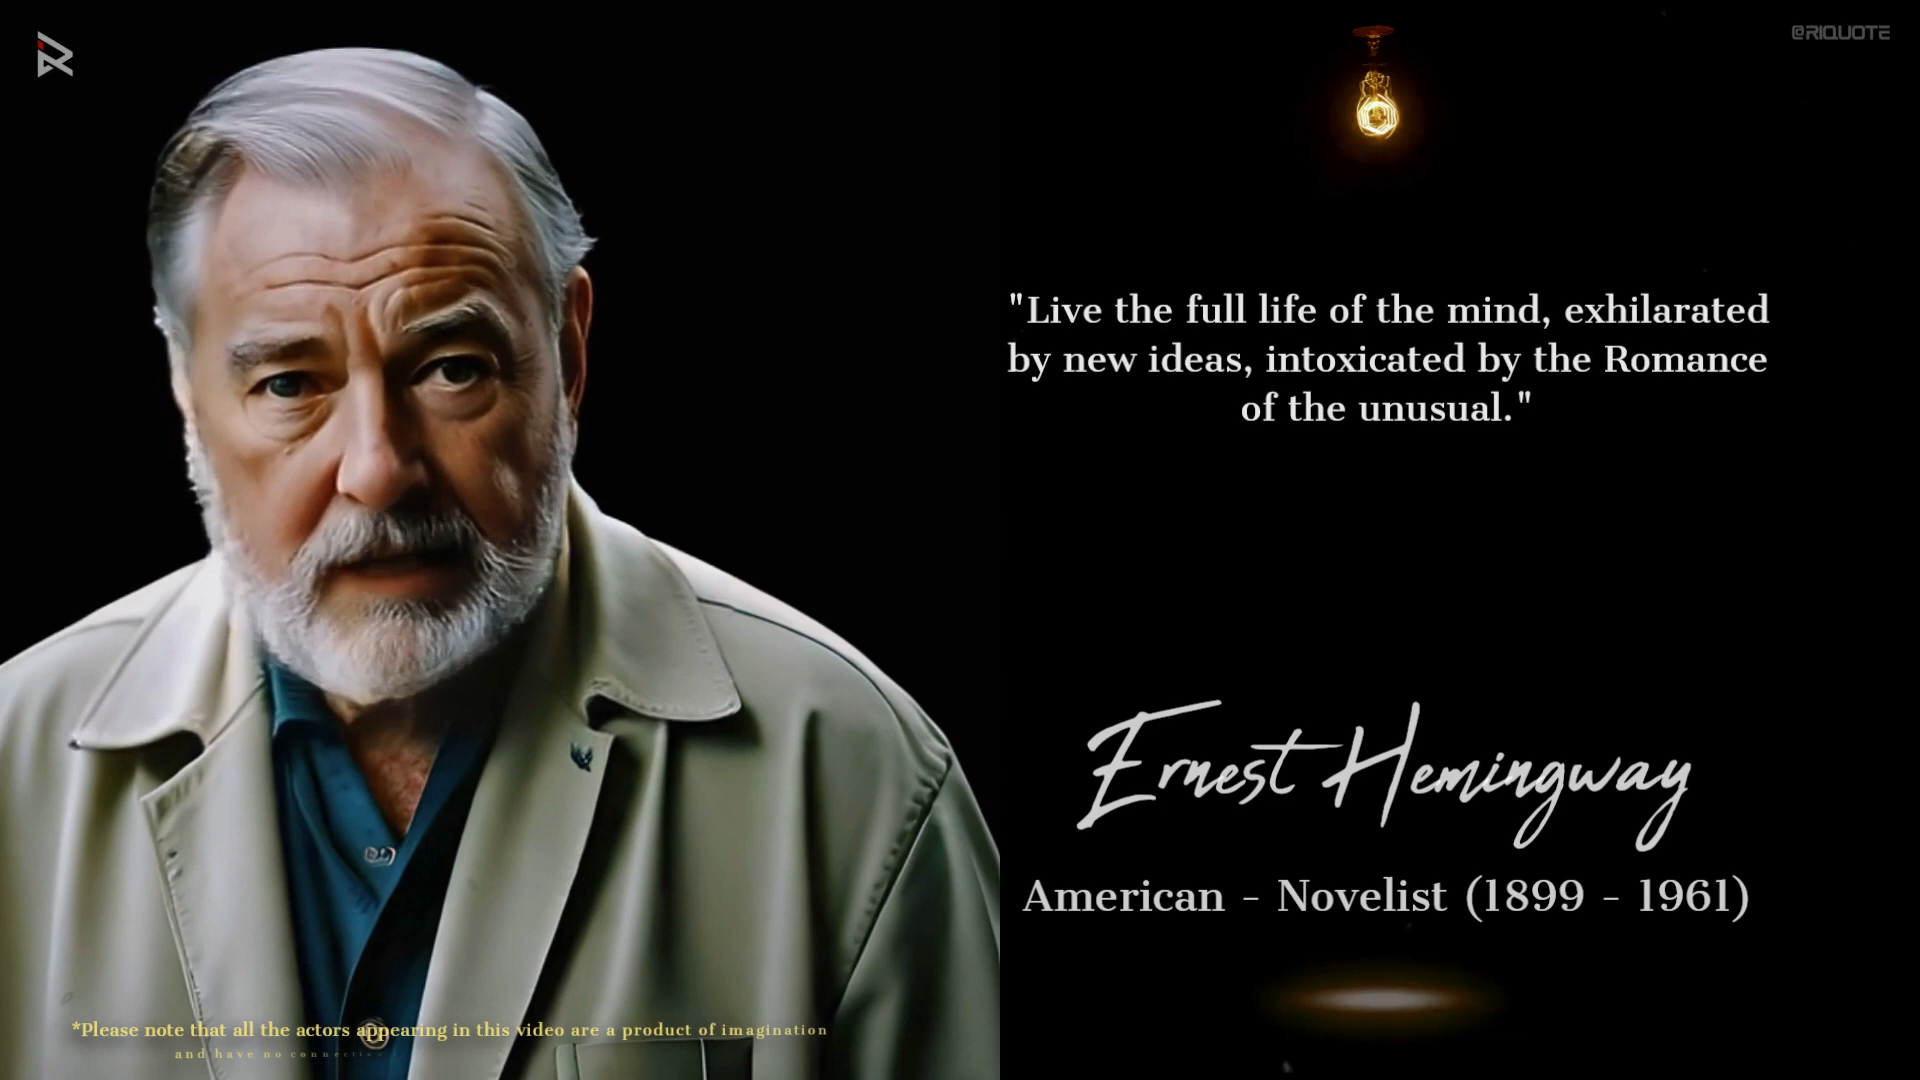 @RIQUOTE
"Live the full life of the mind, exhilarated
by new ideas, intoxicated by the Romance
of the unusual."
Ernest Hemingway
American - Novelist (1899 - 1961)
*Please note that all the actors appearing in this video are a product of imagination
and have no connection